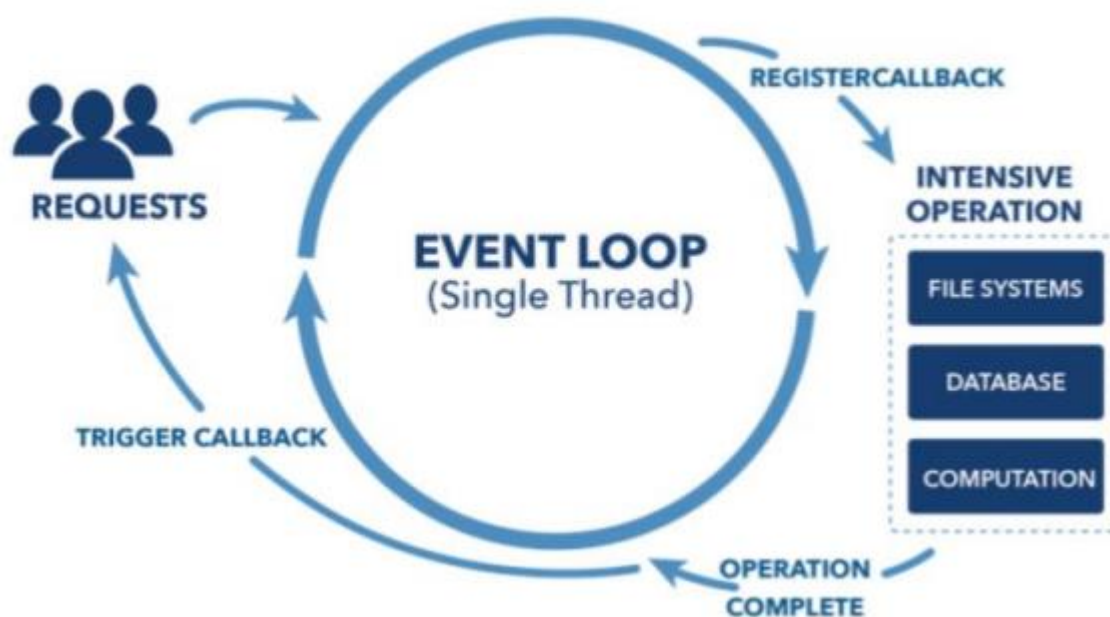 REGISTERCALLBACK
REQUESTS
INTENSIVE
OPERATION
EVENT LOOP
(Single Thread)
FILE SYSTEMS
DATABASE
COMPUTATION
TRIGGER CALLBACK
OPERATION
COMPLETE